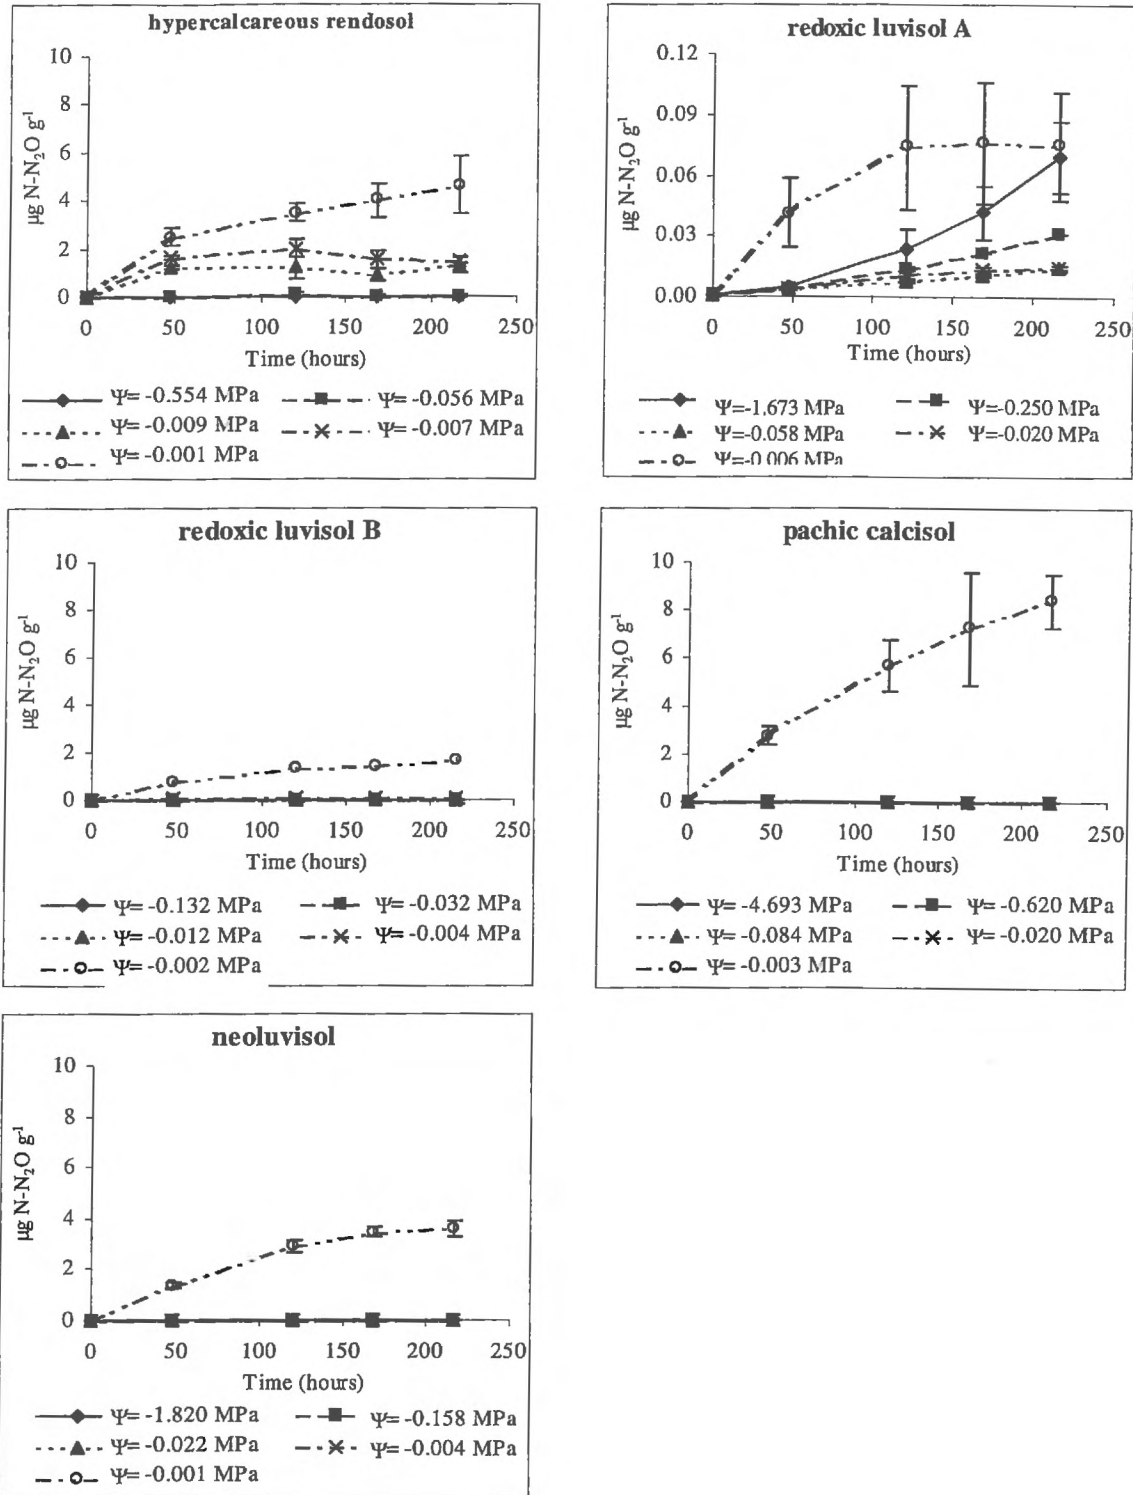 hypercalcareous rendosol
10
8
6
4
2
0
µg N-N₂O g⁻¹
0 50 100 150 200 250
Time (hours)
Ψ= -0.554 MPa Ψ= -0.056 MPa
Ψ= -0.009 MPa Ψ= -0.007 MPa
Ψ= -0.001 MPa
redoxic luvisol A
0.12
0.09
0.06
0.03
0.00
µg N-N₂O g⁻¹
0 50 100 150 200 250
Time (hours)
Ψ=-1.673 MPa Ψ=-0.250 MPa
Ψ=-0.058 MPa Ψ=-0.020 MPa
Ψ=-0.006 MPa
redoxic luvisol B
10
8
6
4
2
0
µg N-N₂O g⁻¹
0 50 100 150 200 250
Time (hours)
Ψ= -0.132 MPa Ψ= -0.032 MPa
Ψ= -0.012 MPa Ψ= -0.004 MPa
Ψ= -0.002 MPa
pachic calcisol
10
8
6
4
2
0
µg N-N₂O g⁻¹
0 50 100 150 200 250
Time (hours)
Ψ= -4.693 MPa Ψ= -0.620 MPa
Ψ= -0.084 MPa Ψ= -0.020 MPa
Ψ= -0.003 MPa
neoluvisol
10
8
6
4
2
0
µg N-N₂O g⁻¹
0 50 100 150 200 250
Time (hours)
Ψ= -1.820 MPa Ψ= -0.158 MPa
Ψ= -0.022 MPa Ψ= -0.004 MPa
Ψ= -0.001 MPa